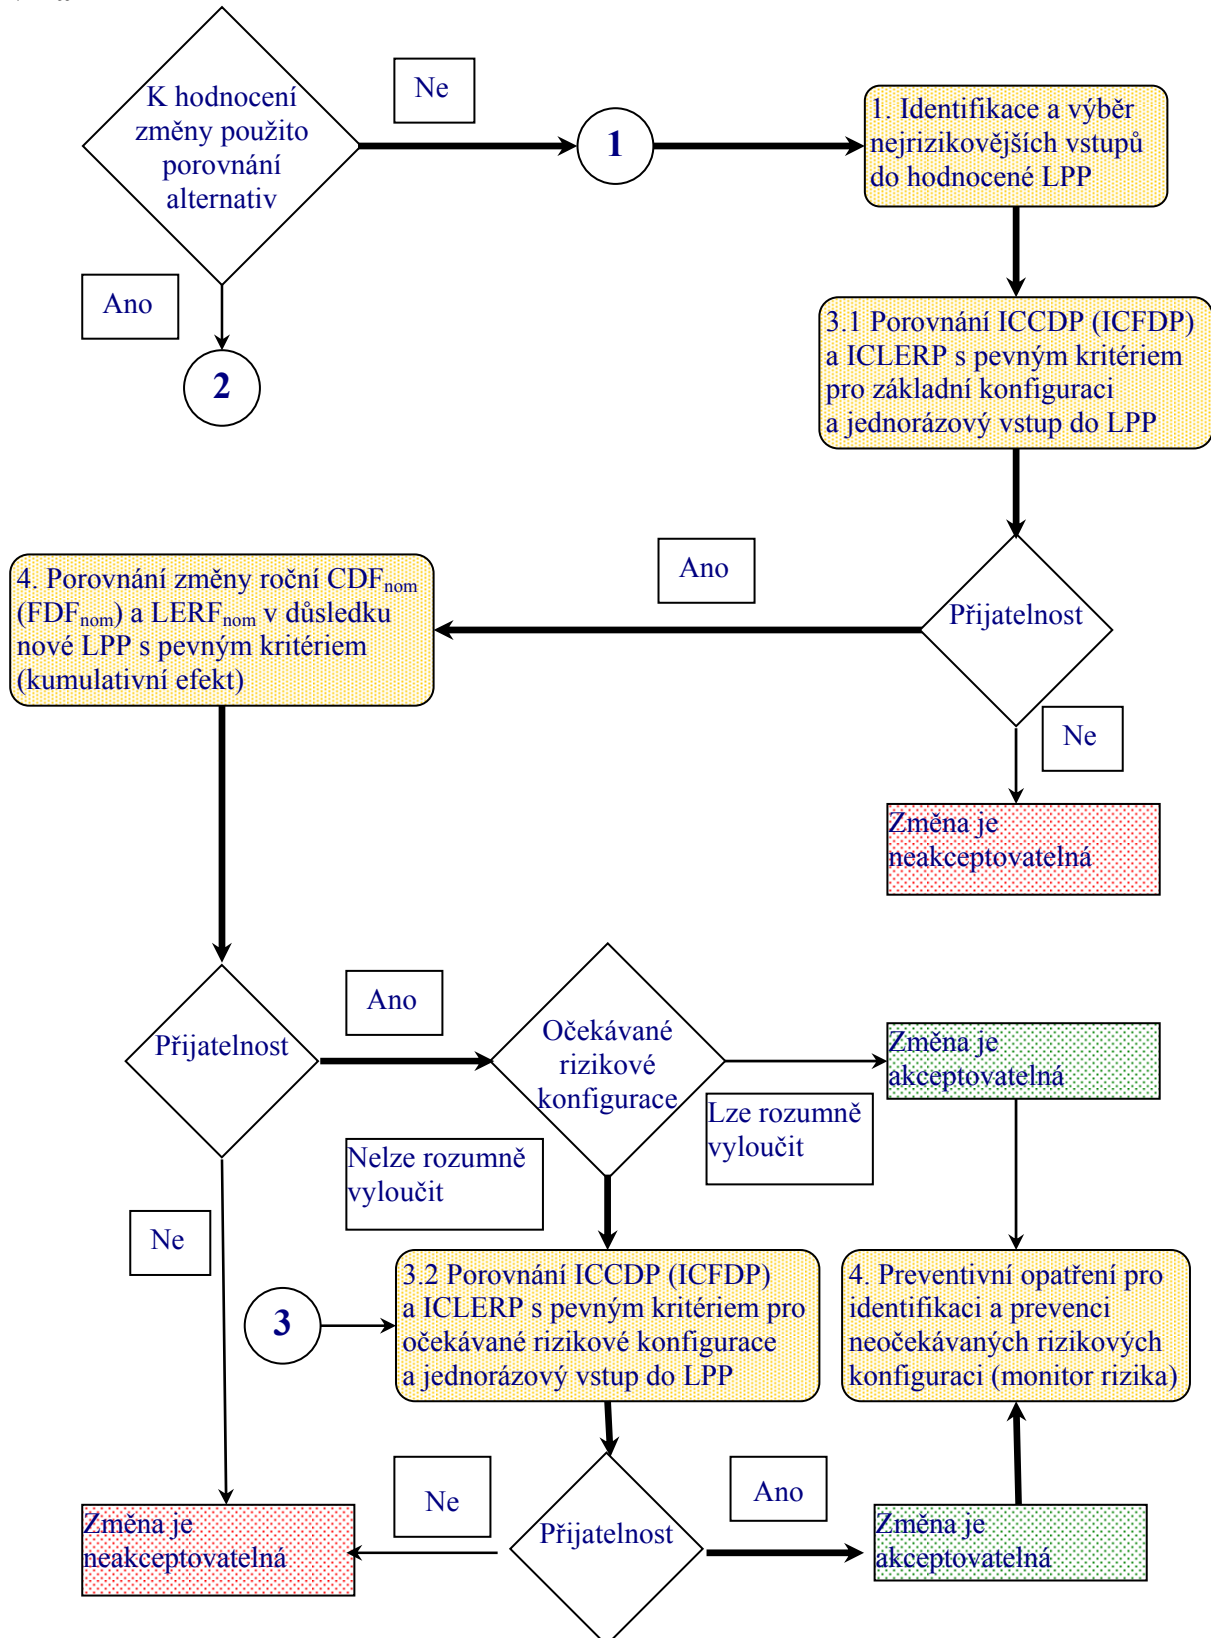 K hodnocení
změny použito
porovnání
alternativ
Ne
1
1. Identifikace a výběr
nejrizikovějších vstupů
do hodnocené LPP
Ano
2
3.1 Porovnání ICCDP (ICFDP)
a ICLERP s pevným kritériem
pro základní konfiguraci
a jednorázový vstup do LPP
Přijatelnost
Ano
4. Porovnání změny roční CDFnom
(FDFnom) a LERFnom v důsledku
nové LPP s pevným kritériem
(kumulativní efekt)
Ne
Změna je
neakceptovatelná
Přijatelnost
Ano
Očekávané
rizikové
konfigurace
Změna je
akceptovatelná
Lze rozumně
vyloučit
Nelze rozumně
vyloučit
Ne
3
3.2 Porovnání ICCDP (ICFDP)
a ICLERP s pevným kritériem pro
očekávané rizikové konfigurace
a jednorázový vstup do LPP
4. Preventivní opatření pro
identifikaci a prevenci
neočekávaných rizikových
konfiguraci (monitor rizika)
Změna je
neakceptovatelná
Ne
Přijatelnost
Ano
Změna je
akceptovatelná